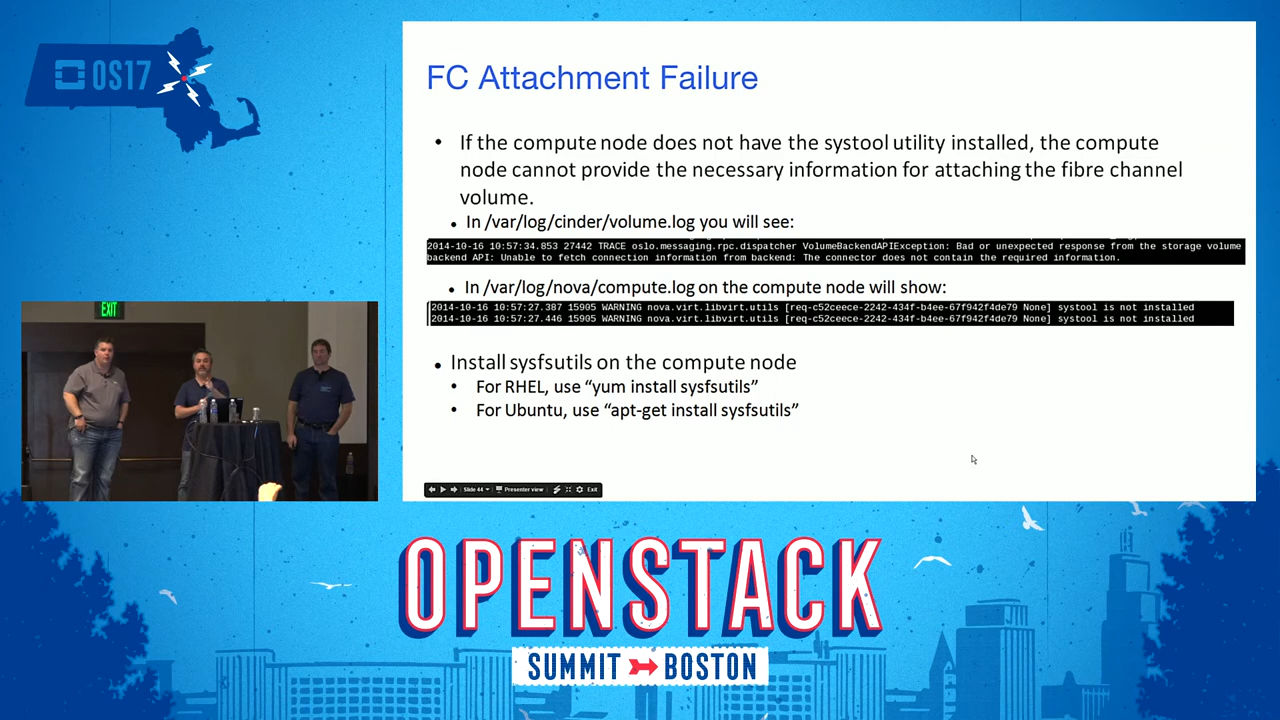 OS17
FC Attachment Failure
• If the compute node does not have the systool utility installed, the compute
node cannot provide the necessary information for attaching the fibre channel
volume.
• In /var/log/cinder/volume.log you will see:
2014-10-16 10:57:34.853 27442 TRACE oslo.messaging.rpc.dispatcher VolumeBackendAPIException: Bad or unexpected response from the storage volume
backend API: Unable to fetch connection information from backend: The connector does not contain the required information.
• In /var/log/nova/compute.log on the compute node will show:
2014-10-16 10:57:27.387 15905 WARNING nova.virt.libvirt.utils [req-c52ceece-2242-434f-b4ee-67f942f4de79 None] systool is not installed
2014-10-16 10:57:27.446 15905 WARNING nova.virt.libvirt.utils [req-c52ceece-2242-434f-b4ee-67f942f4de79 None] systool is not installed
• Install sysfsutils on the compute node
• For RHEL, use “yum install sysfsutils”
• For Ubuntu, use “apt-get install sysfsutils”
Slide 44 Presenter view Exit
EXIT
OPENSTACK
SUMMIT BOSTON